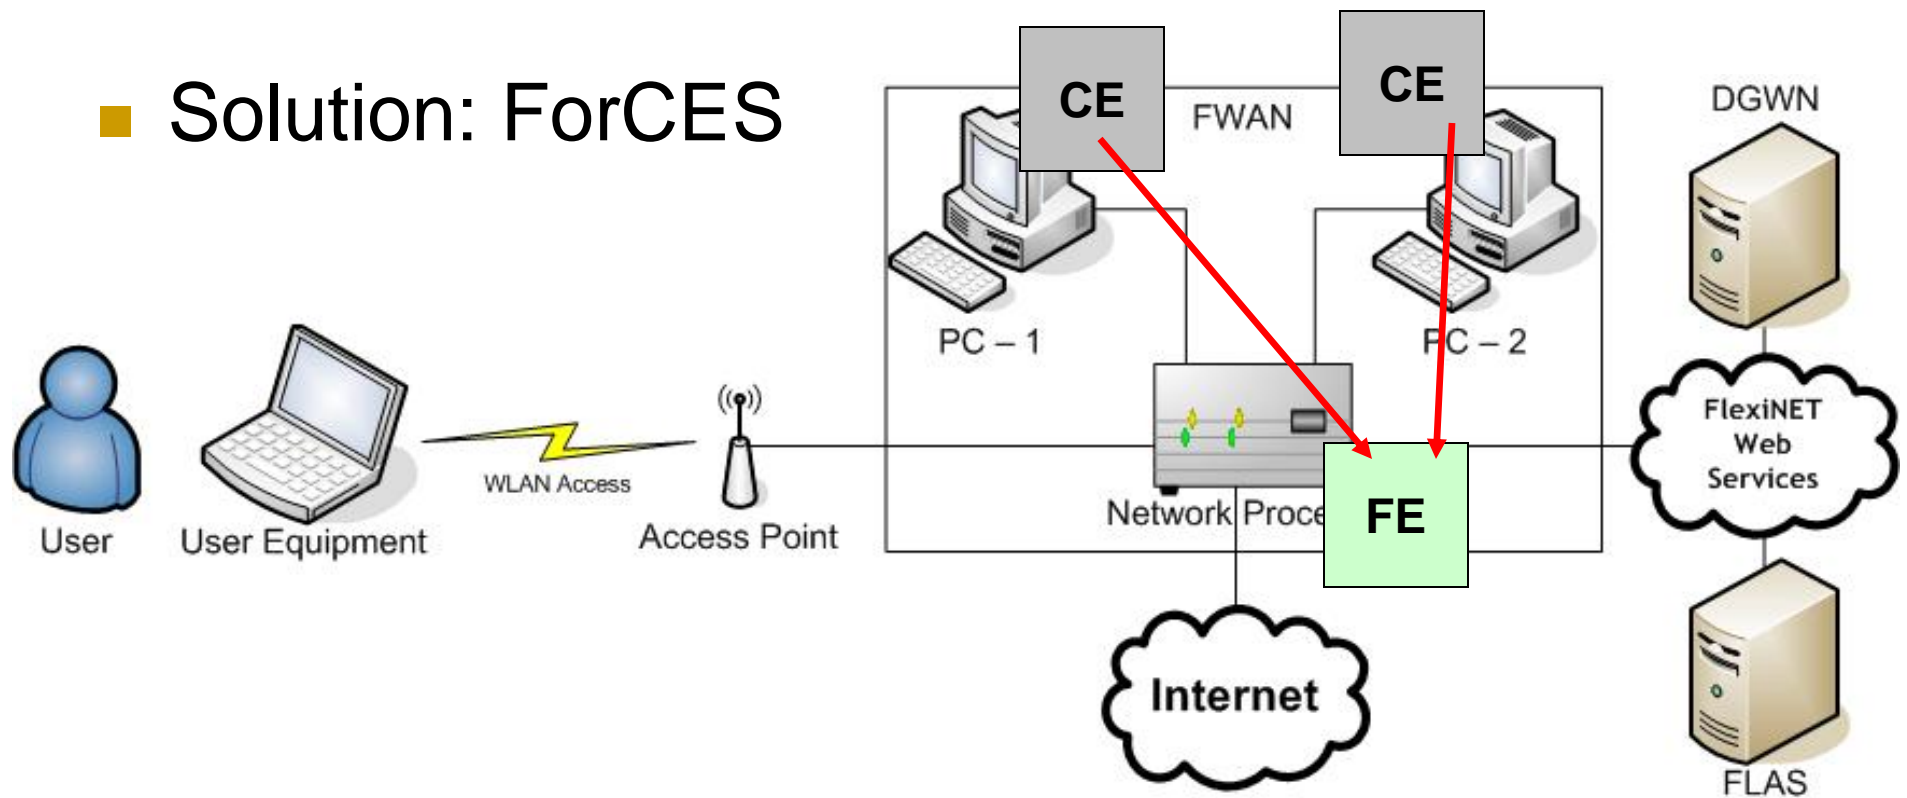 Solution: ForCES
CE
CE
FWAN
DGWN
PC – 1
PC – 2
FlexiNET
Web
Services
WLAN Access
User
User Equipment
Access Point
Network Proce
FE
Internet
FLAS